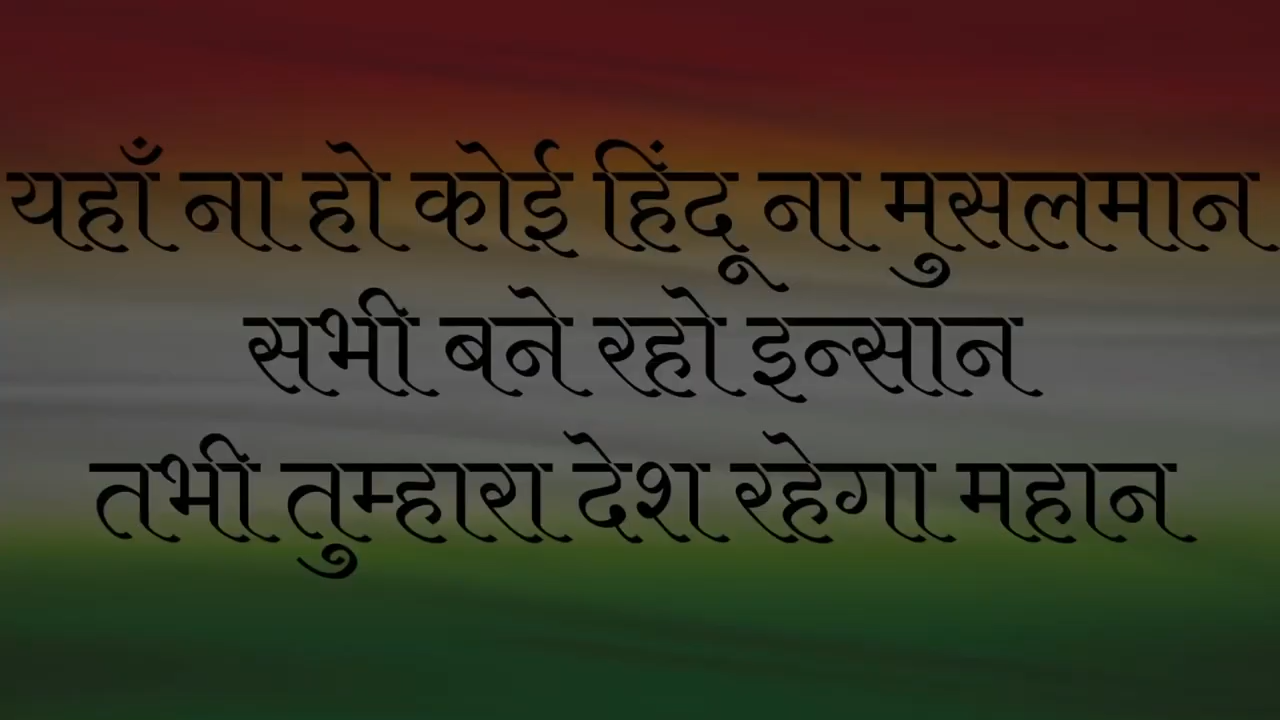 यहाँ ना हो कोई हिंदू ना मुसलमान
सभी बने रहो इन्सान
तभी तुम्हारा देश रहेगा महान